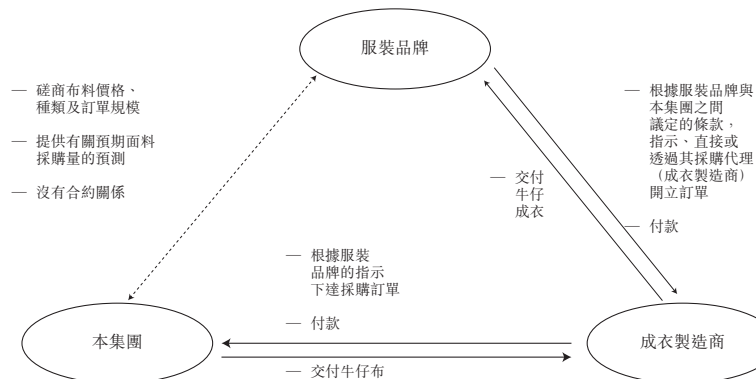 服裝品牌
— 磋商布料價格、
種類及訂單規模
— 提供有關預期面料
採購量的預測
— 沒有合約關係
— 根據服裝品牌與
本集團之間
議定的條款，
指示、直接或
透過其採購代理
（成衣製造商）
開立訂單
— 付款
— 交付
牛仔
成衣
— 根據服裝
品牌的指示
下達採購訂單
— 付款
本集團
成衣製造商
— 交付牛仔布